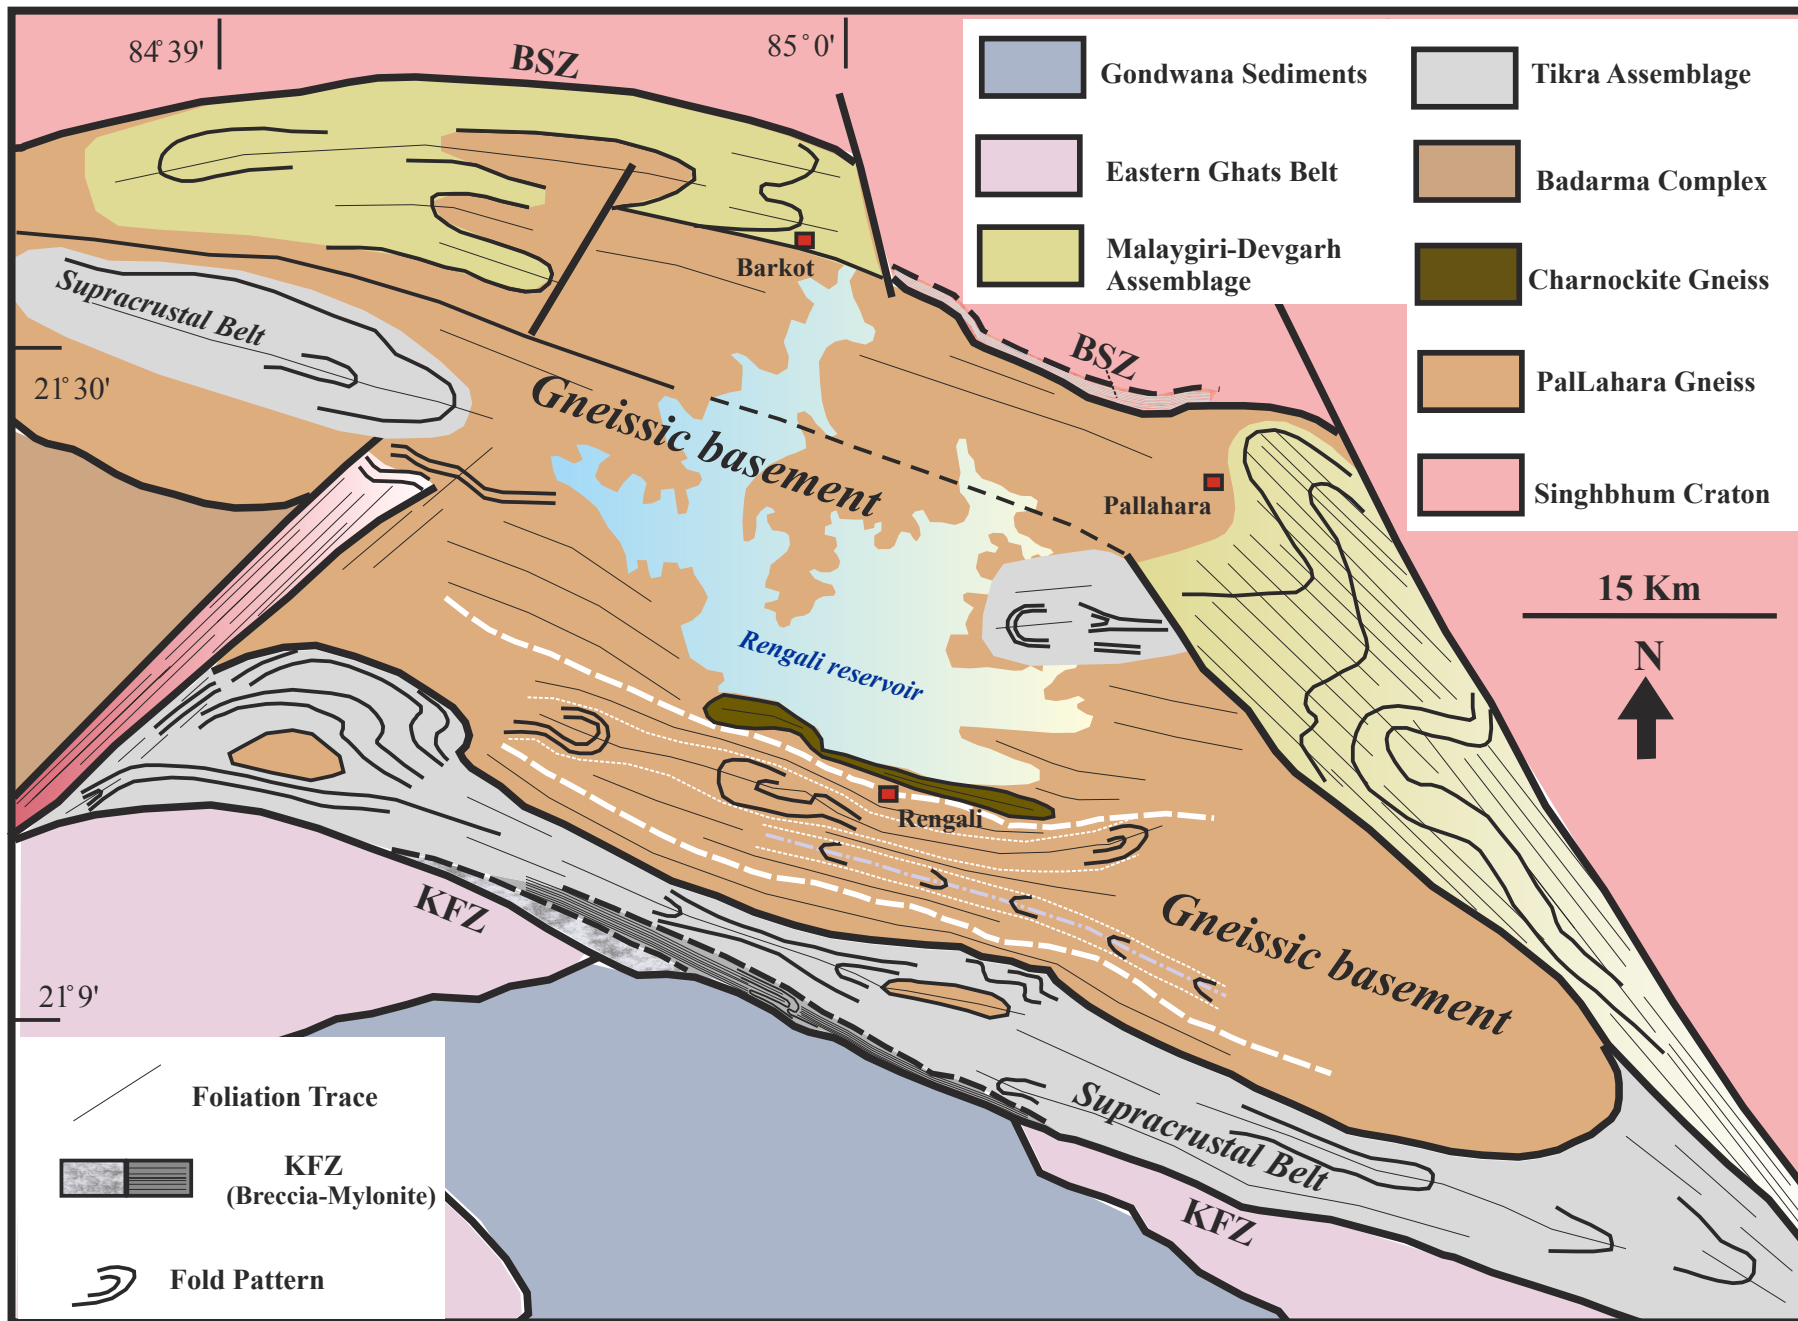 84°39'
85°0'
BSZ
Gondwana Sediments
Tikra Assemblage
Eastern Ghats Belt
Badarma Complex
Malaygiri-Devgarh
Assemblage
Charnockite Gneiss
PalLahara Gneiss
Singhbhum Craton
Barkot
Supracrustal Belt
BSZ
21°30'
Gneissic basement
Pallahara
15 Km
N
Rengali reservoir
Rengali
KFZ
Gneissic basement
21°9'
Supracrustal Belt
KFZ
Foliation Trace
KFZ
(Breccia-Mylonite)
Fold Pattern